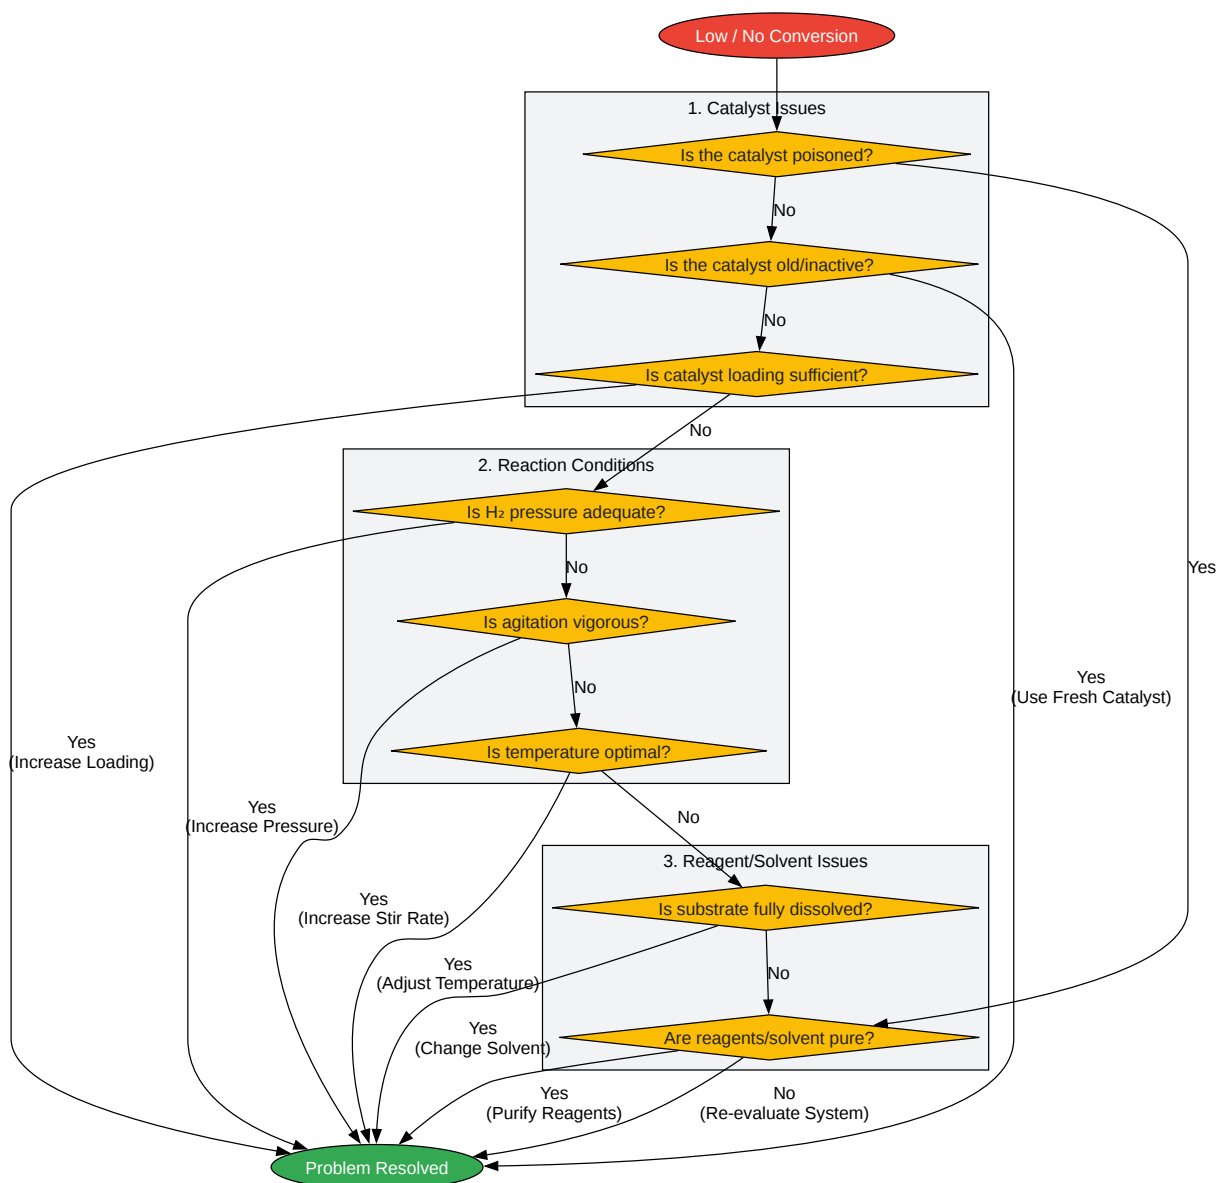 Low / No Conversion
1. Catalyst Issues
Is the catalyst poisoned?
No
Is the catalyst old/inactive?
No
Is catalyst loading sufficient?
No
2. Reaction Conditions
Is H₂ pressure adequate?
No
Yes
Is agitation vigorous?
No
Yes
(Use Fresh Catalyst)
Yes
(Increase Loading)
Is temperature optimal?
Yes
(Increase Pressure)
No
3. Reagent/Solvent Issues
Yes
(Increase Stir Rate)
Is substrate fully dissolved?
Yes
(Adjust Temperature)
No
Yes
(Change Solvent)
Are reagents/solvent pure?
Yes
(Purify Reagents)
No
(Re-evaluate System)
Problem Resolved